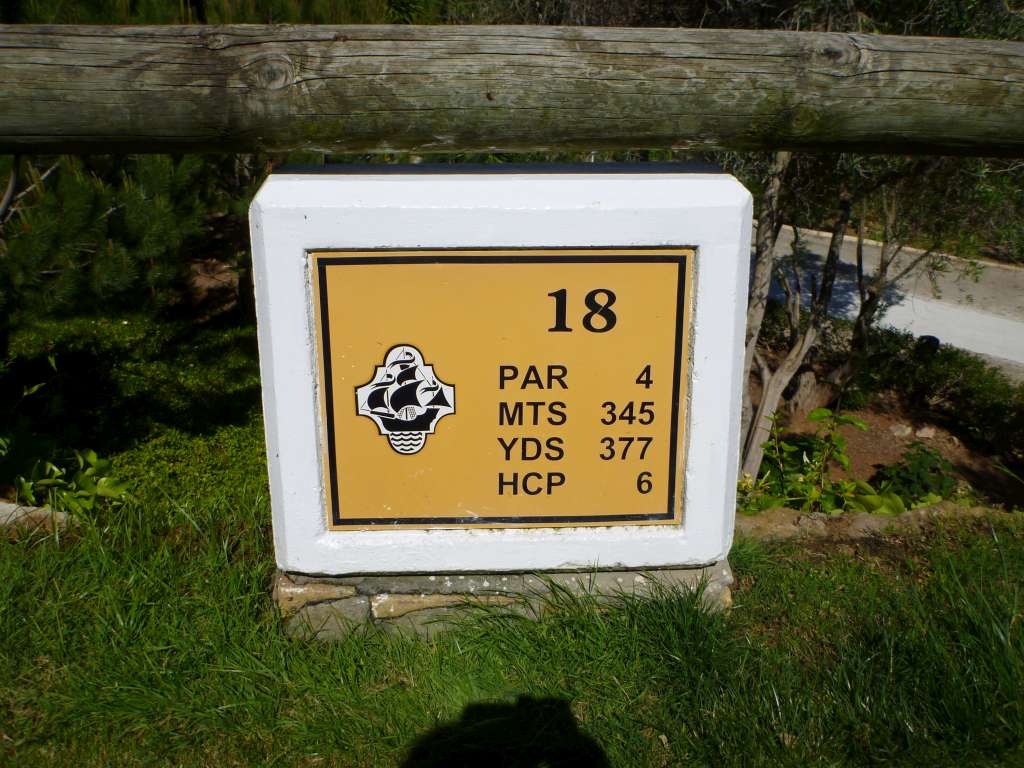 18
PAR 4
MTS 345
YDS 377
HCP 6